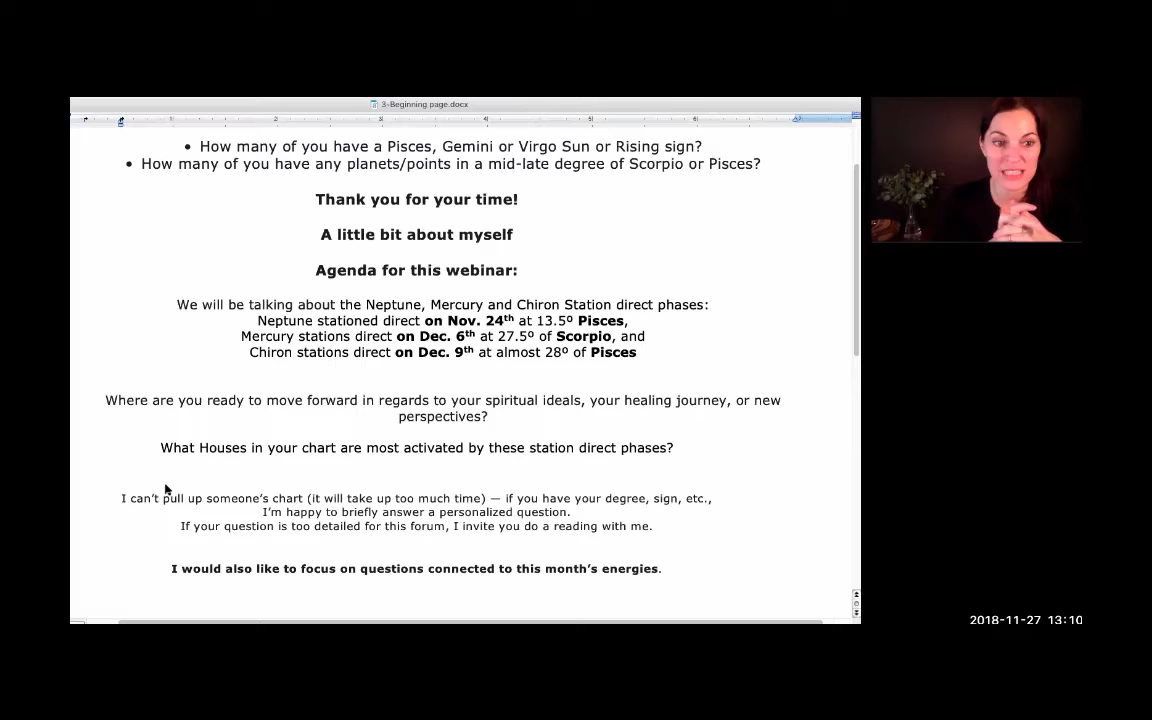 3-Beginning page.docx
1 2 3 4 5 6 7
• How many of you have a Pisces, Gemini or Virgo Sun or Rising sign?
• How many of you have any planets/points in a mid-late degree of Scorpio or Pisces?
Thank you for your time!
A little bit about myself
Agenda for this webinar:
We will be talking about the Neptune, Mercury and Chiron Station direct phases:
Neptune stationed direct on Nov. 24th at 13.5º Pisces,
Mercury stations direct on Dec. 6th at 27.5º of Scorpio, and
Chiron stations direct on Dec. 9th at almost 28º of Pisces
Where are you ready to move forward in regards to your spiritual ideals, your healing journey, or new
perspectives?
What Houses in your chart are most activated by these station direct phases?
I can't pull up someone's chart (it will take up too much time) — if you have your degree, sign, etc.,
I'm happy to briefly answer a personalized question.
If your question is too detailed for this forum, I invite you do a reading with me.
I would also like to focus on questions connected to this month's energies.
2018-11-27 13:10